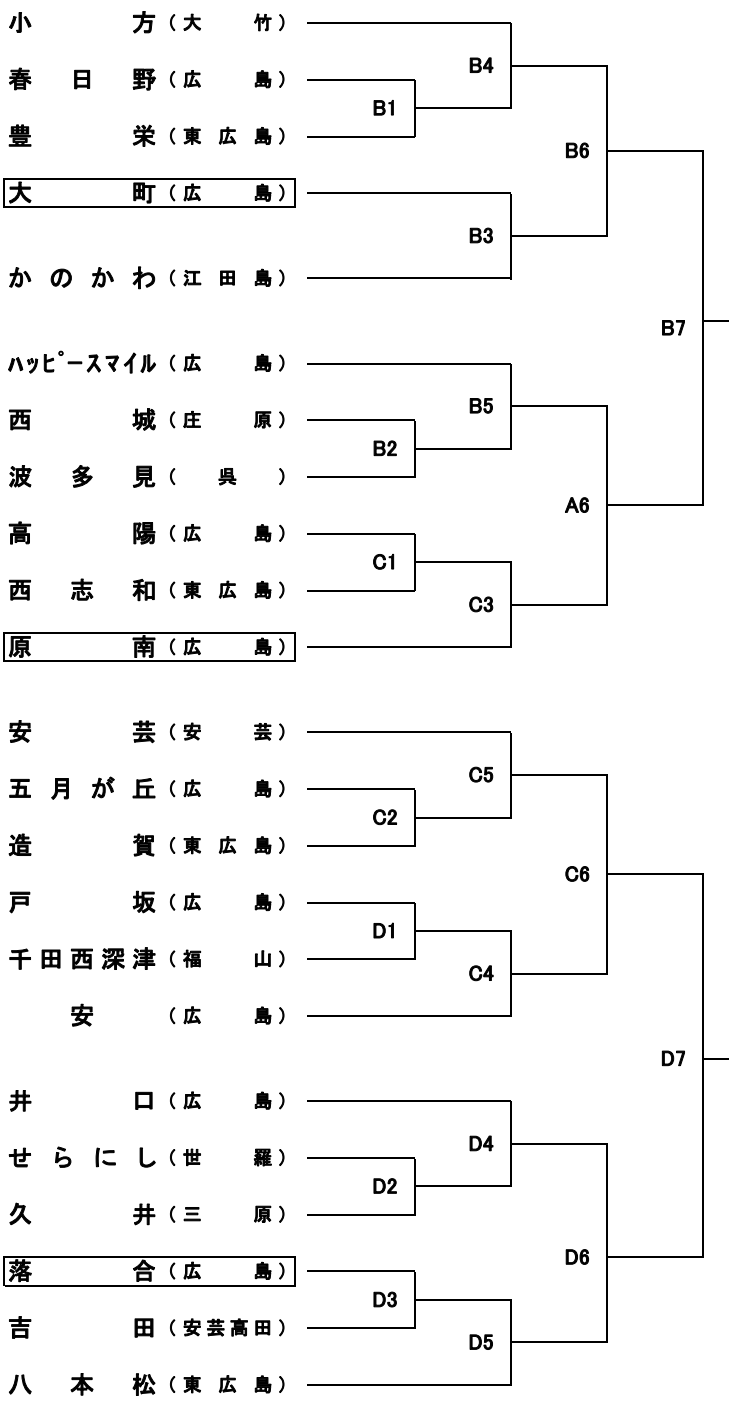 小方（大竹）
B4
春日野（広島）
B1
豊栄（東広島）
B6
大町（広島）
B3
かのかわ（江田島）
B7
ハッピースマイル（広島）
B5
西城（庄原）
B2
波多見（呉）
A6
高陽（広島）
C1
西志和（東広島）
C3
原南（広島）
安芸（安芸）
C5
五月が丘（広島）
C2
造賀（東広島）
C6
戸坂（広島）
D1
千田西深津（福山）
C4
安（広島）
D7
井口（広島）
D4
せらにし（世羅）
D2
久井（三原）
D6
落合（広島）
D3
吉田（安芸高田）
D5
八本松（東広島）